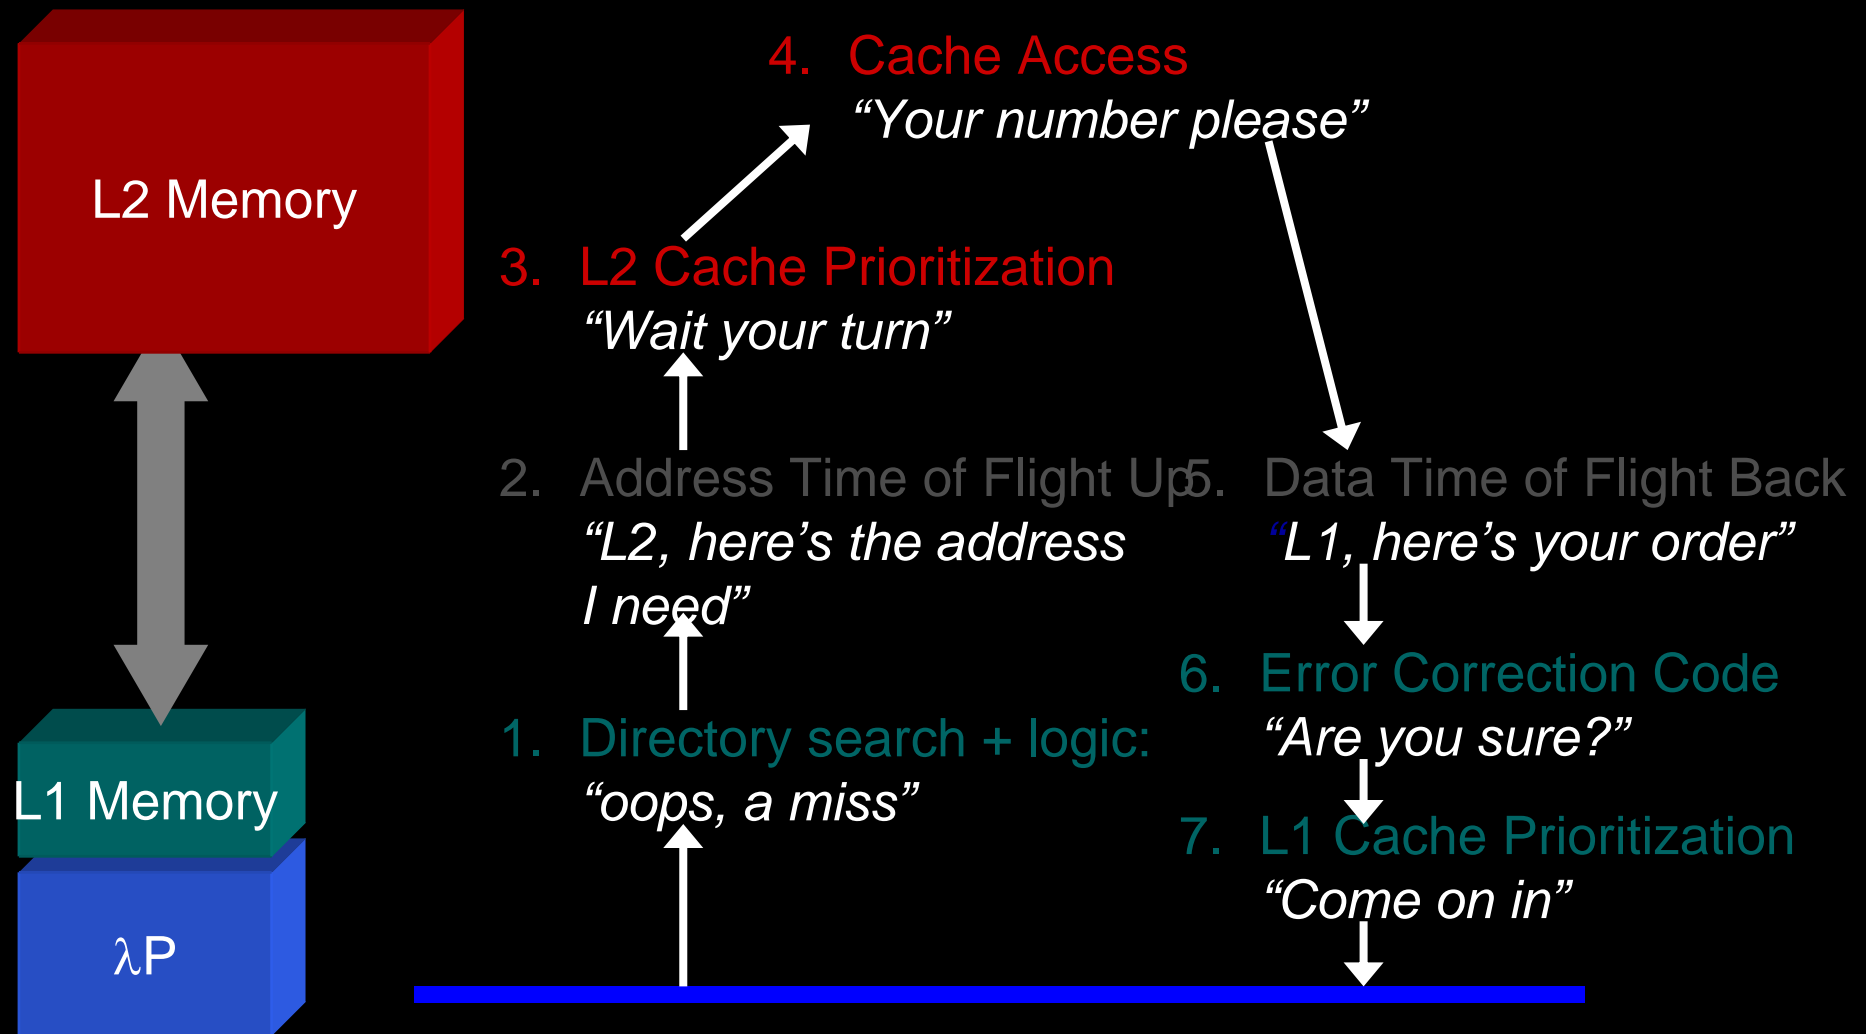 L2 Memory
L1 Memory
λP
4. Cache Access
“Your number please”
3. L2 Cache Prioritization
“Wait your turn”
2. Address Time of Flight Up
“L2, here’s the address
I need”
1. Directory search + logic:
“oops, a miss”
5. Data Time of Flight Back
“L1, here’s your order”
6. Error Correction Code
“Are you sure?”
7. L1 Cache Prioritization
“Come on in”